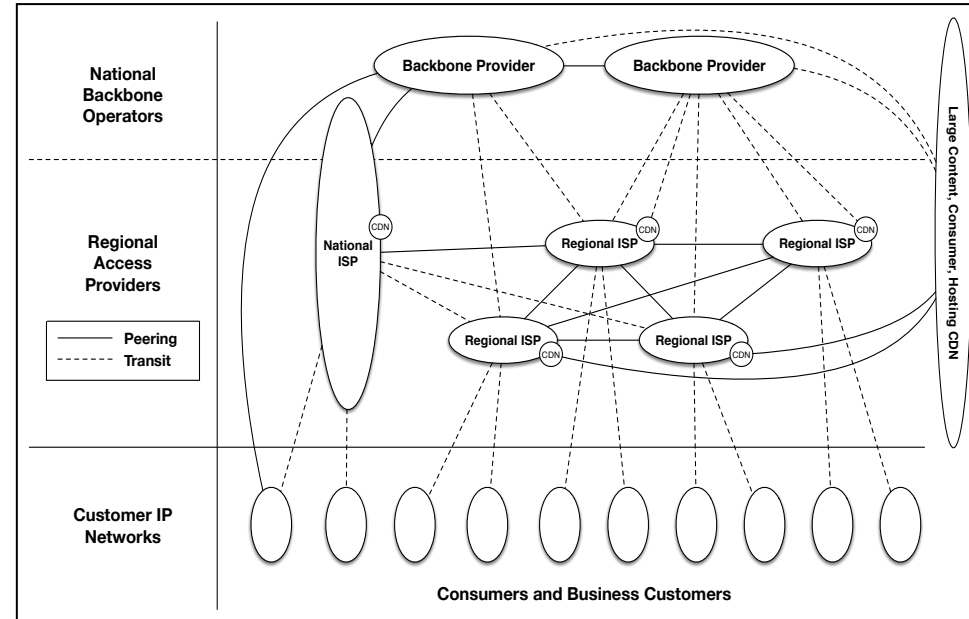 National
Backbone
Operators
Backbone Provider
Backbone Provider
Large Content, Consumer, Hosting CDN
Regional
Access
Providers
Peering
Transit
National
ISP
CDN
Regional ISP
CDN
Regional ISP
CDN
Regional ISP
CDN
Regional ISP
CDN
Customer IP
Networks
Consumers and Business Customers